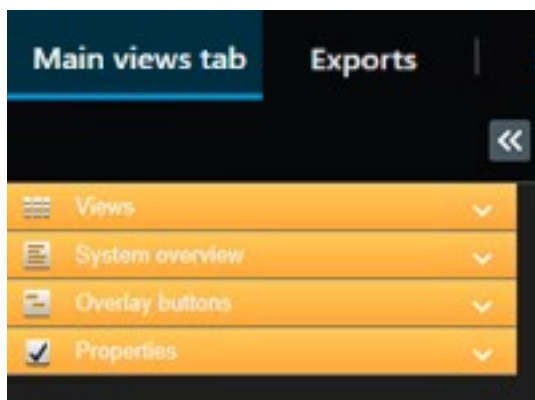 Main views tab Exports
Views
System overview
Overlay buttons
Properties